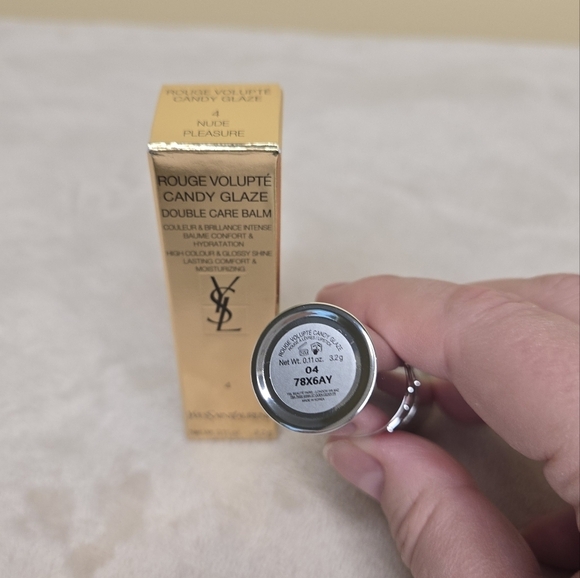 ROUGE VOLUPTÉ
CANDY GLAZE
4
NUDE
PLEASURE
ROUGE VOLUPTÉ
CANDY GLAZE
DOUBLE CARE BALM
COULEUR & BRILLANCE INTENSE
BAUME CONFORT &
HYDRATATION
HIGH COLOUR & GLOSSY SHINE
LASTING COMFORT &
MOISTURIZING
YSL
4
ROUGE VOLUPTÉ CANDY GLAZE
Net Wt. 0.11 oz. 3.2 g
04
78X6AY